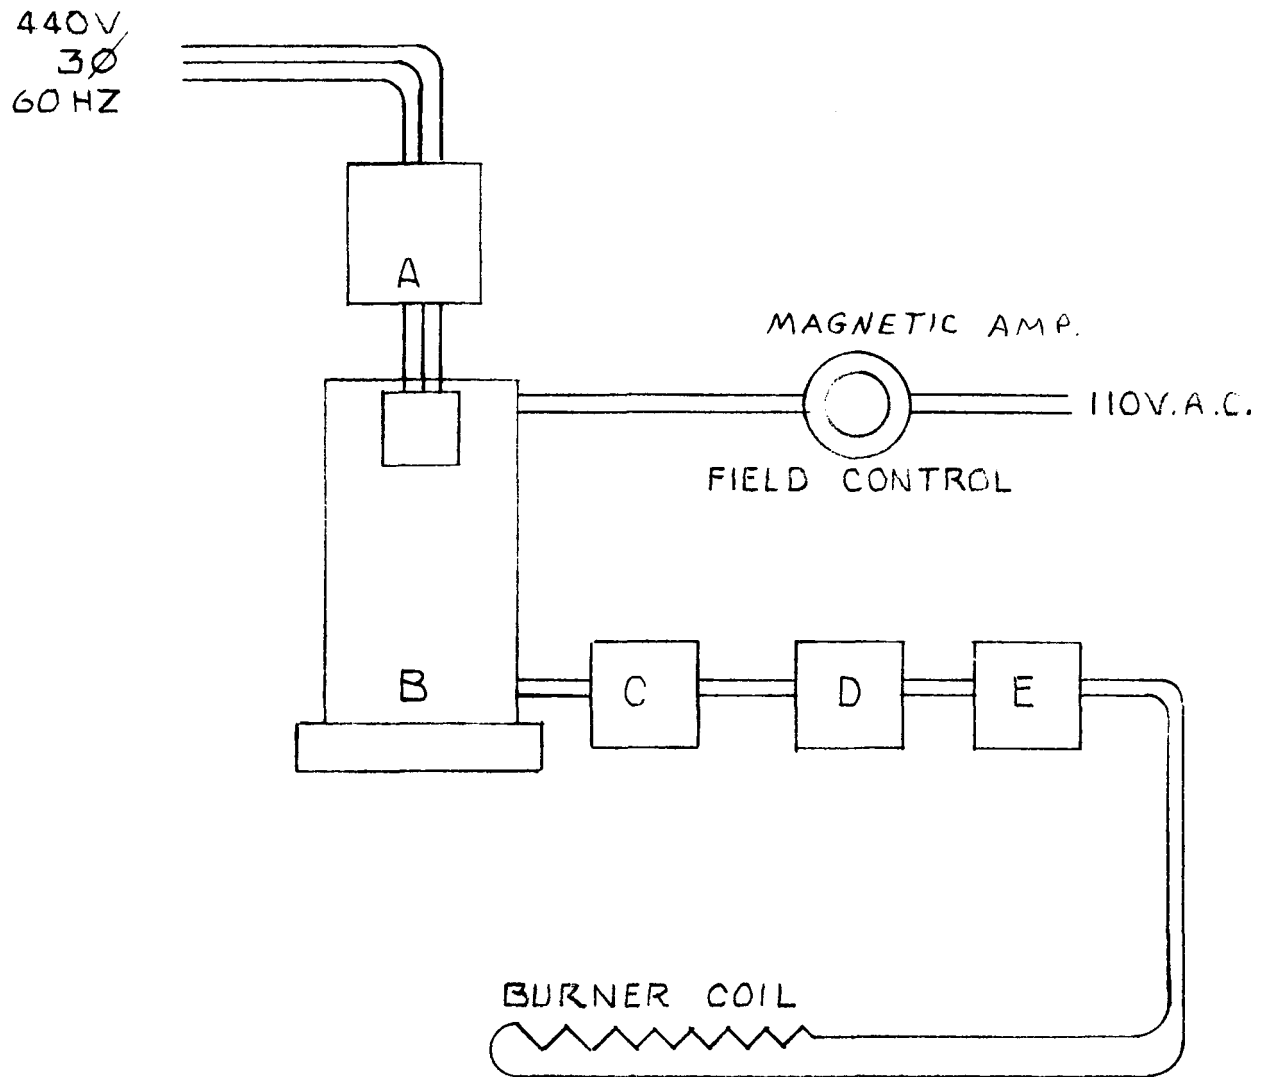 440V
3Ø
60 HZ
A
MAGNETIC AMP.
110V.A.C.
FIELD CONTROL
B
C
D
E
BURNER COIL